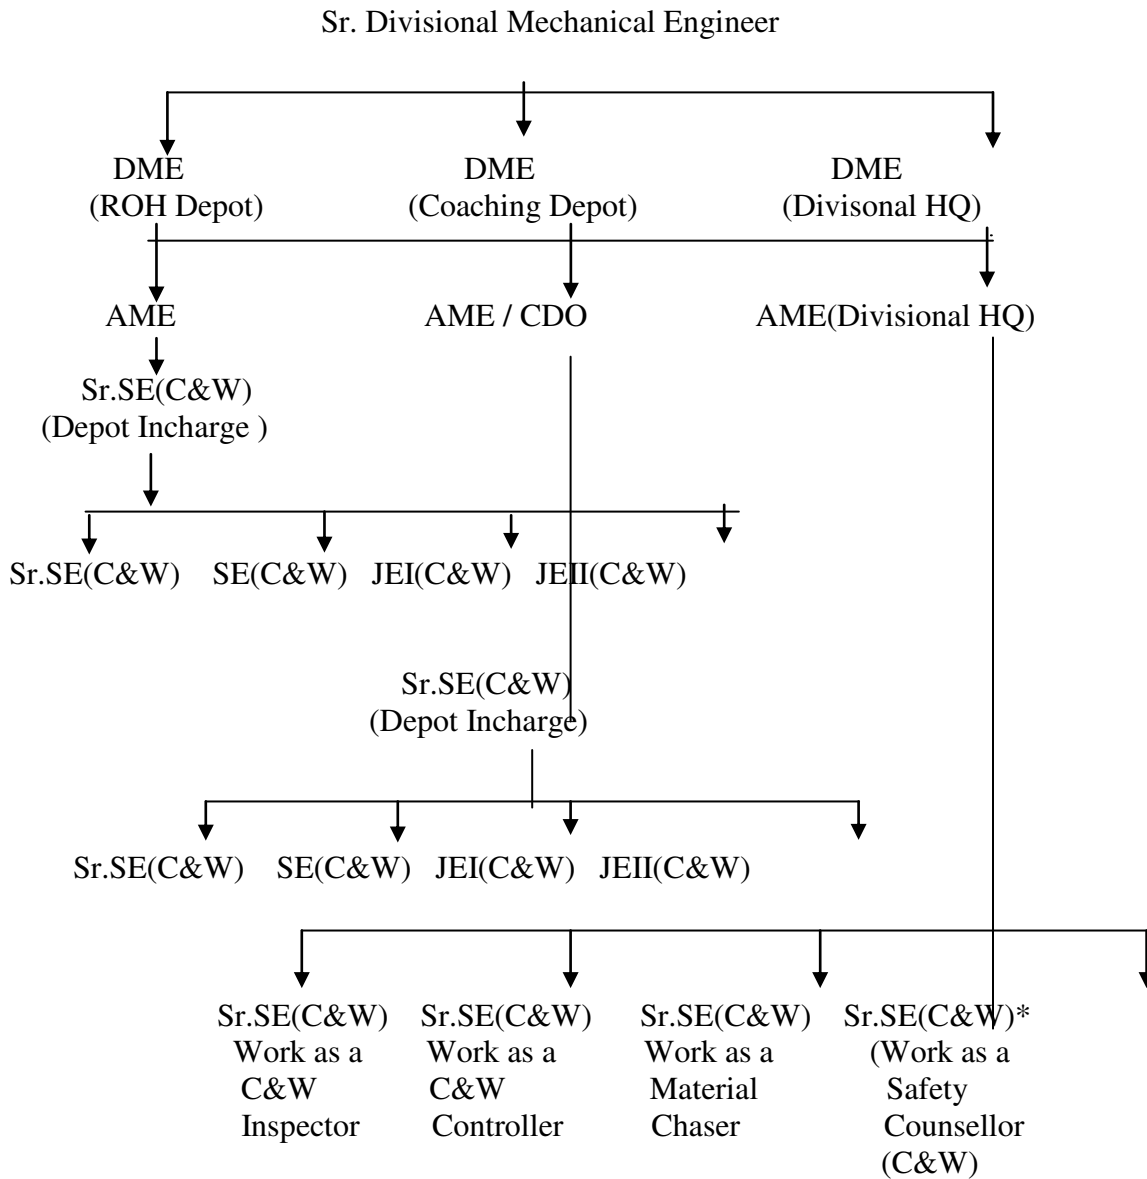 Sr. Divisional Mechanical Engineer
DME DME DME
(ROH Depot) (Coaching Depot) (Divisonal HQ)
AME AME / CDO AME(Divisional HQ)
Sr.SE(C&W)
(Depot Incharge )
Sr.SE(C&W) SE(C&W) JEI(C&W) JEII(C&W)
Sr.SE(C&W)
(Depot Incharge)
Sr.SE(C&W) SE(C&W) JEI(C&W) JEII(C&W)
Sr.SE(C&W) Sr.SE(C&W) Sr.SE(C&W) Sr.SE(C&W)*
Work as a Work as a Work as a (Work as a
C&W C&W Material Safety
Inspector Controller Chaser Counsellor
(C&W)